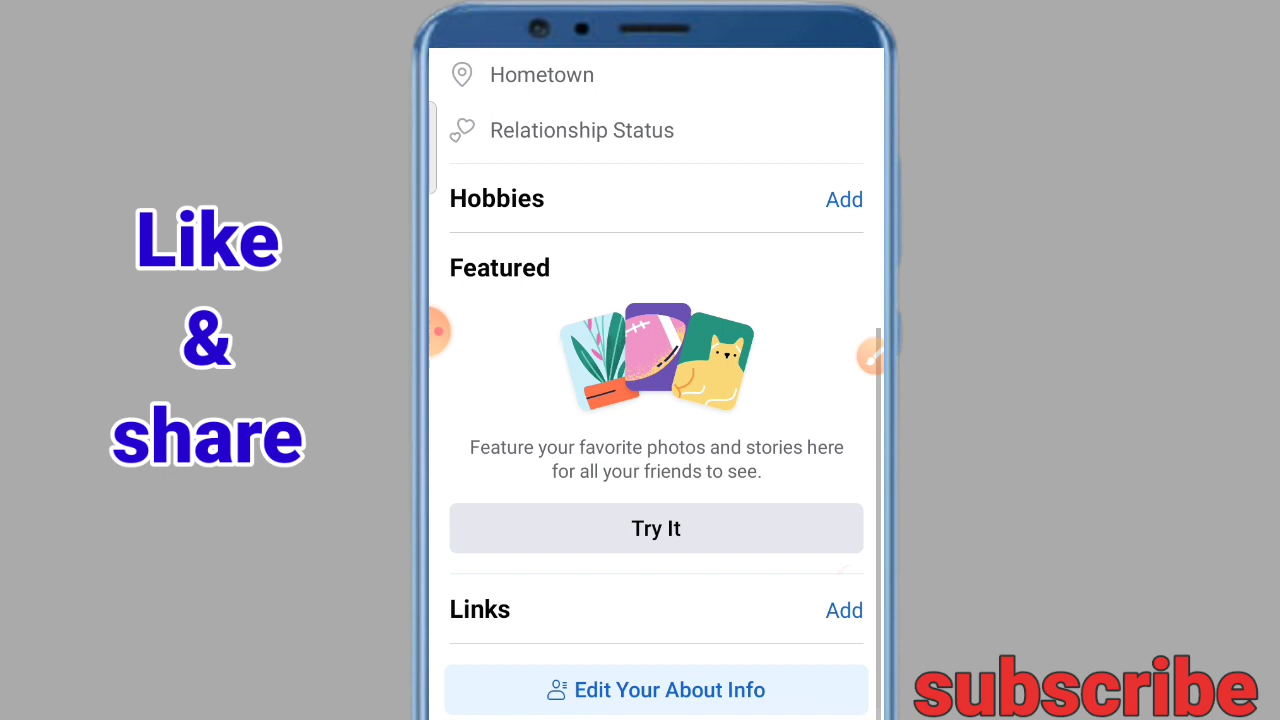 Like
&
share
Hometown
Relationship Status
Hobbies
Add
Featured
Feature your favorite photos and stories here
for all your friends to see.
Try It
Links
Add
Edit Your About Info
subscribe